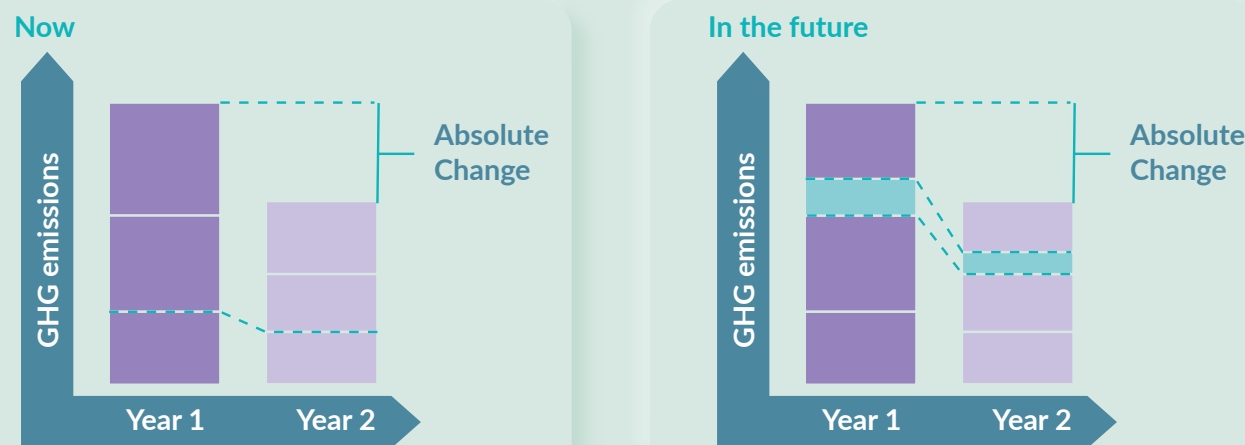 Now
GHG emissions
Absolute
Change
Year 1
Year 2
In the future
GHG emissions
Absolute
Change
Year 1
Year 2